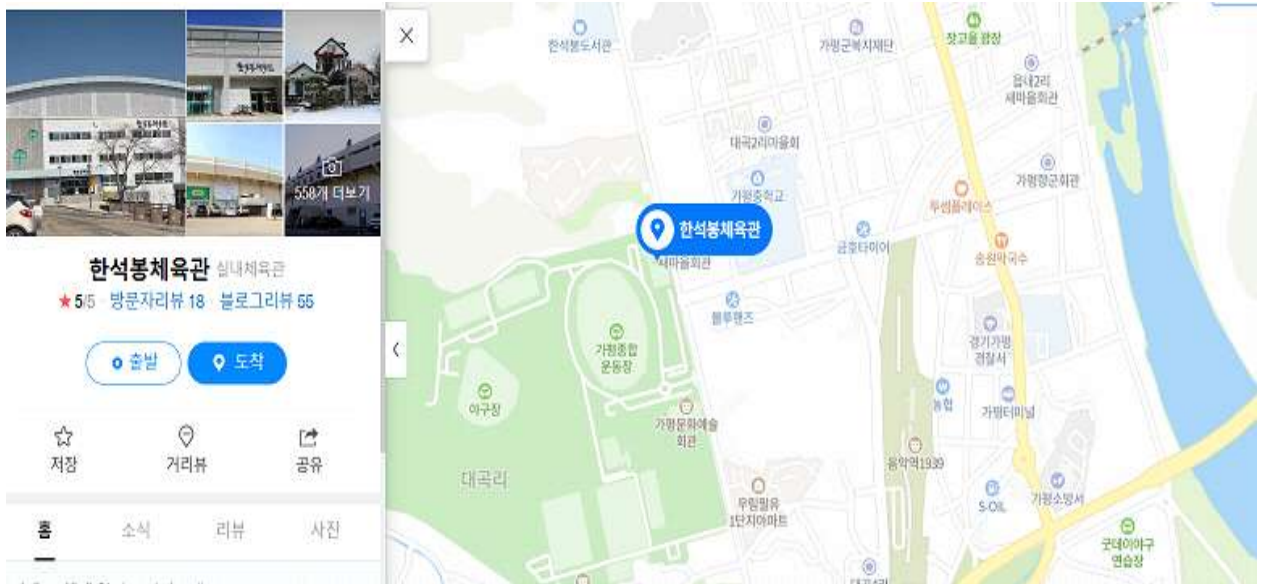 558개 더보기
한석봉체육관 실내체육관
★5/5 방문자리뷰 18 블로그리뷰 55
출발
도착
저장
거리뷰
공유
홈
소식
리뷰
사진
한석봉도서관
가평군복지재단
잣고을 광장
읍내2리
새마을회관
대곡2리마을회
가평중학교
가평향군회관
투썸플레이스
한석봉체육관
새마을회관
금호타이어
송원막국수
블루핸즈
가평종합
운동장
경기가평
경찰서
야구장
농협
가평터미널
가평문화예술
회관
음악역1939
대곡리
우림필유
1단지아파트
S-OIL
가평소방서
굿데이야구
연습장
대곡4리